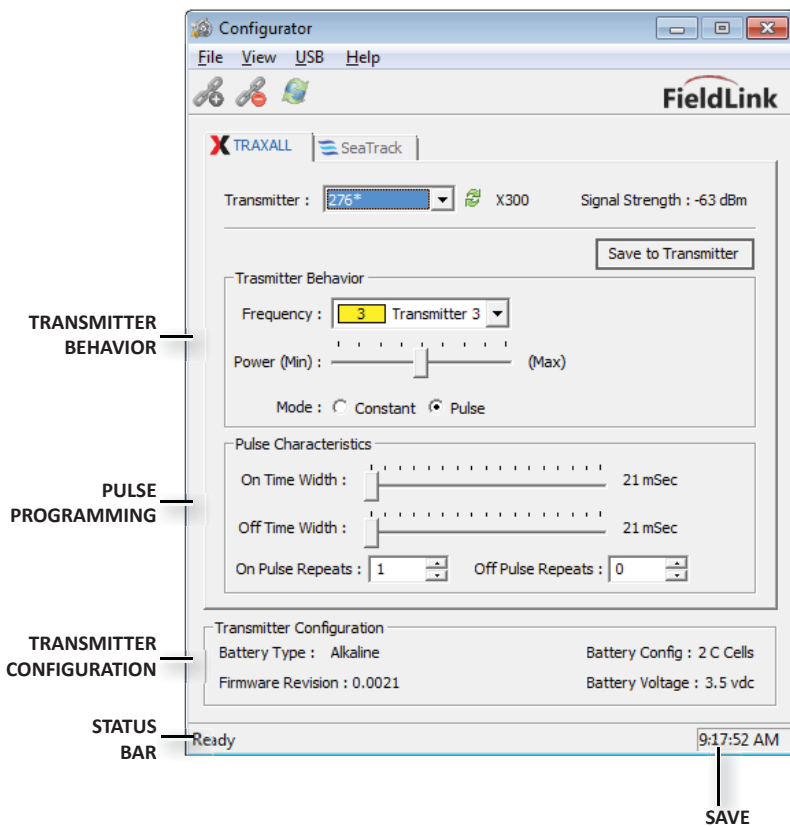 Configurator
File View USB Help
FieldLink
TRAXALL SeaTrack
Transmitter : 276* X300 Signal Strength : -63 dBm
Save to Transmitter
Trasmitter Behavior
Frequency : 3 Transmitter 3
Power (Min) : (Max)
Mode : Constant Pulse
TRANSMITTER
BEHAVIOR
Pulse Characteristics
On Time Width : 21 mSec
Off Time Width : 21 mSec
On Pulse Repeats : 1 Off Pulse Repeats : 0
PULSE
PROGRAMMING
Transmitter Configuration
Battery Type : Alkaline Battery Config : 2 C Cells
Firmware Revision : 0.0021 Battery Voltage : 3.5 vdc
TRANSMITTER
CONFIGURATION
STATUS
BAR
Ready 9:17:52 AM
SAVE